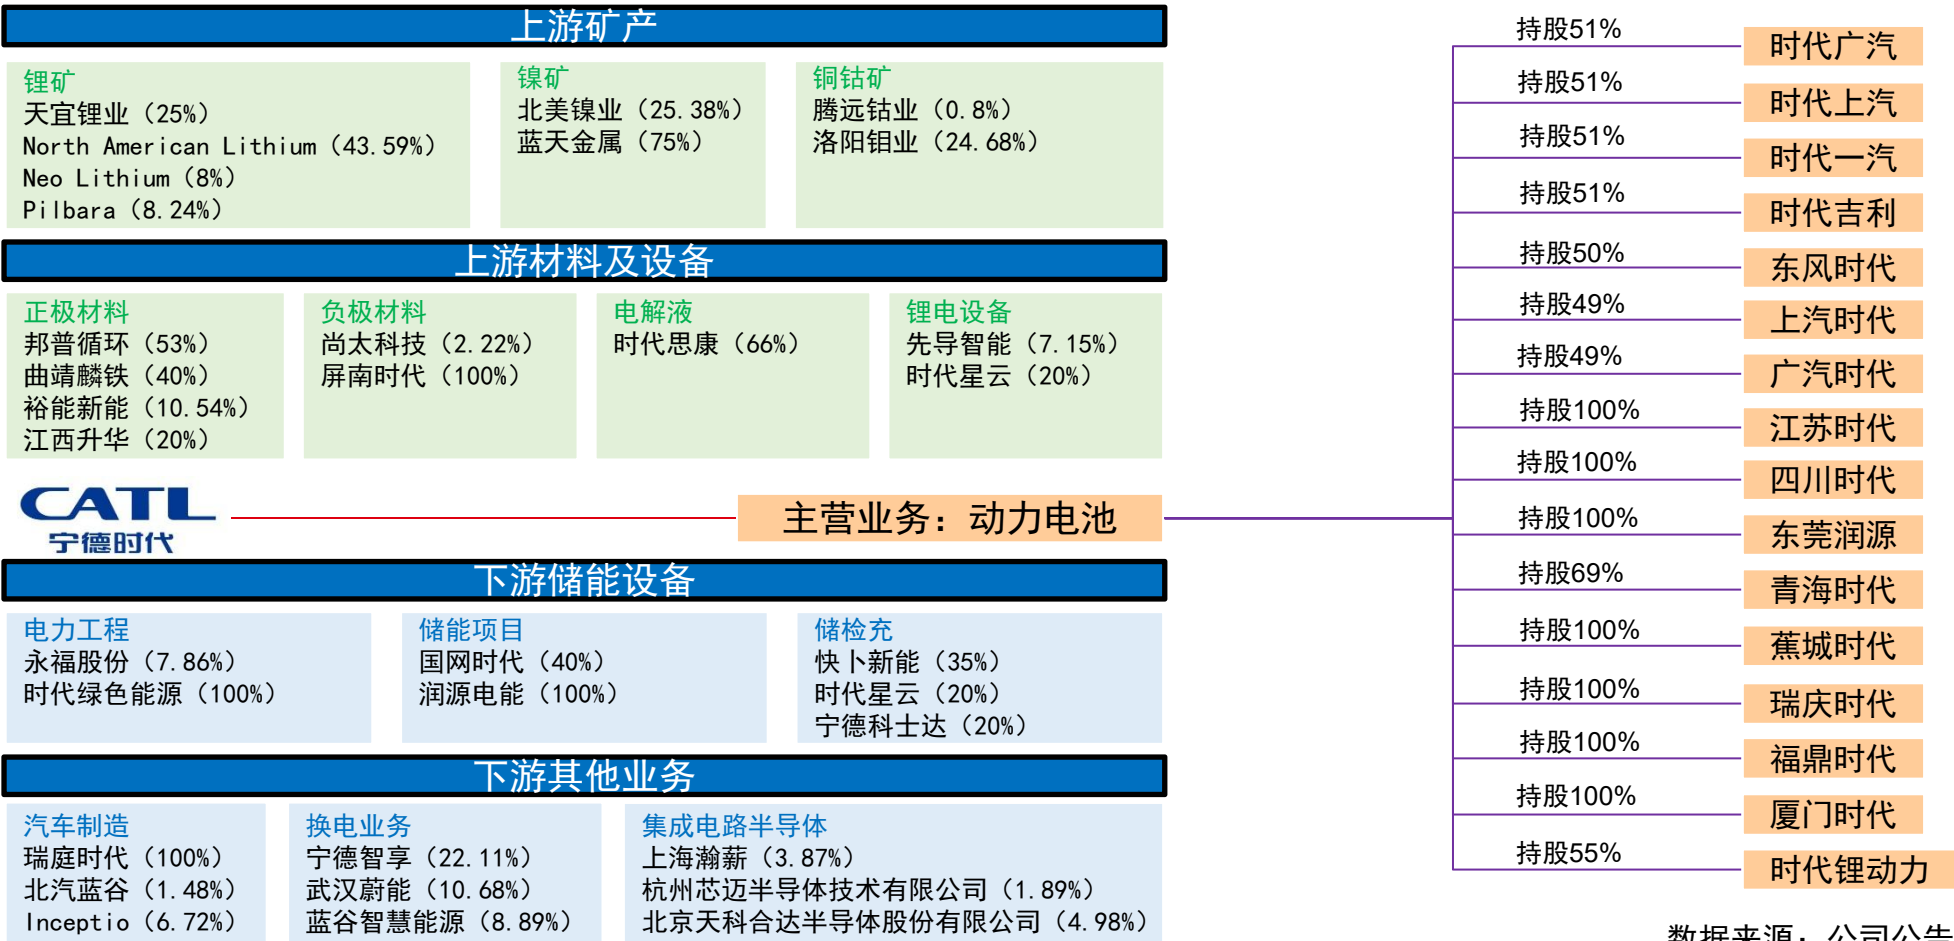 上游矿产
锂矿
天宜锂业（25%）
North American Lithium（43.59%）
Neo Lithium（8%）
Pilbara（8.24%）
镍矿
北美镍业（25.38%）
蓝天金属（75%）
铜钴矿
腾远钴业（0.8%）
洛阳钼业（24.68%）
上游材料及设备
正极材料
邦普循环（53%）
曲靖麟铁（40%）
裕能新能（10.54%）
江西升华（20%）
负极材料
尚太科技（2.22%）
屏南时代（100%）
电解液
时代思康（66%）
锂电设备
先导智能（7.15%）
时代星云（20%）
CATL
宁德时代
主营业务：动力电池
下游储能设备
电力工程
永福股份（7.86%）
时代绿色能源（100%）
储能项目
国网时代（40%）
润源电能（100%）
储检充
快卜新能（35%）
时代星云（20%）
宁德科士达（20%）
下游其他业务
汽车制造
瑞庭时代（100%）
北汽蓝谷（1.48%）
Inceptio（6.72%）
换电业务
宁德智享（22.11%）
武汉蔚能（10.68%）
蓝谷智慧能源（8.89%）
集成电路半导体
上海瀚薪（3.87%）
杭州芯迈半导体技术有限公司（1.89%）
北京天科合达半导体股份有限公司（4.98%）
持股51%
时代广汽
持股51%
时代上汽
持股51%
时代一汽
持股51%
时代吉利
持股50%
东风时代
持股49%
上汽时代
持股49%
广汽时代
持股100%
江苏时代
持股100%
四川时代
持股100%
东莞润源
持股69%
青海时代
持股100%
蕉城时代
持股100%
瑞庆时代
持股100%
福鼎时代
持股100%
厦门时代
持股55%
时代锂动力
数据来源：公司公告